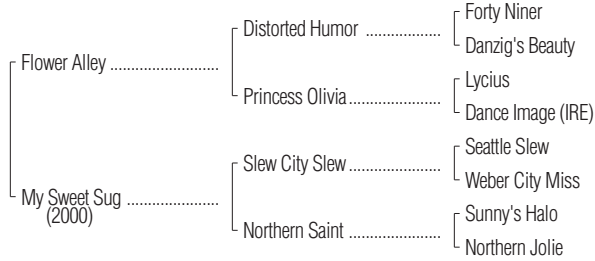 Forty Niner
Distorted Humor ..................
Danzig's Beauty
Flower Alley ..........................
Lycius
Princess Olivia......................
Dance Image (IRE)
Seattle Slew
Slew City Slew......................
Weber City Miss
My Sweet Sug ......................
(2000)
Sunny's Halo
Northern Saint ......................
Northern Jolie